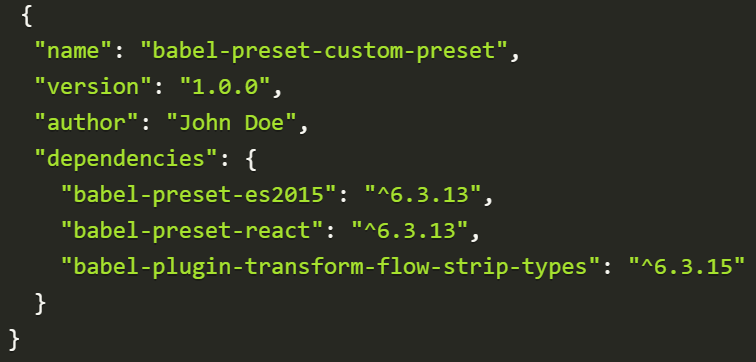 {
  "name": "babel-preset-custom-preset",
  "version": "1.0.0",
  "author": "John Doe",
  "dependencies": {
    "babel-preset-es2015": "^6.3.13",
    "babel-preset-react": "^6.3.13",
    "babel-plugin-transform-flow-strip-types": "^6.3.15"
  }
}